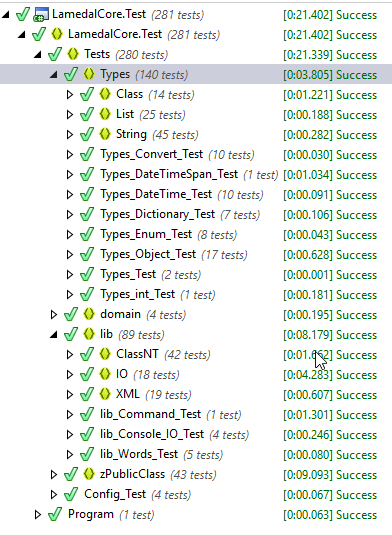 LamedalCore.Test (281 tests) [0:21.402] Success
LamedalCore.Test (281 tests) [0:21.402] Success
Tests (280 tests) [0:21.339] Success
Types (140 tests) [0:03.805] Success
Class (14 tests) [0:01.221] Success
List (25 tests) [0:00.188] Success
String (45 tests) [0:00.282] Success
Types_Convert_Test (10 tests) [0:00.030] Success
Types_DateTimeSpan_Test (1 test) [0:01.034] Success
Types_DateTime_Test (10 tests) [0:00.091] Success
Types_Dictionary_Test (7 tests) [0:00.106] Success
Types_Enum_Test (8 tests) [0:00.043] Success
Types_Object_Test (17 tests) [0:00.628] Success
Types_Test (2 tests) [0:00.001] Success
Types_int_Test (1 test) [0:00.181] Success
domain (4 tests) [0:00.195] Success
lib (89 tests) [0:08.179] Success
ClassNT (42 tests) Success
IO (18 tests) [0:04.283] Success
XML (19 tests) [0:00.607] Success
lib_Command_Test (1 test) [0:01.301] Success
lib_Console_IO_Test (4 tests) [0:00.246] Success
lib_Words_Test (5 tests) [0:00.080] Success
zPublicClass (43 tests) [0:09.093] Success
Config_Test (4 tests) [0:00.067] Success
Program (1 test) [0:00.063] Success